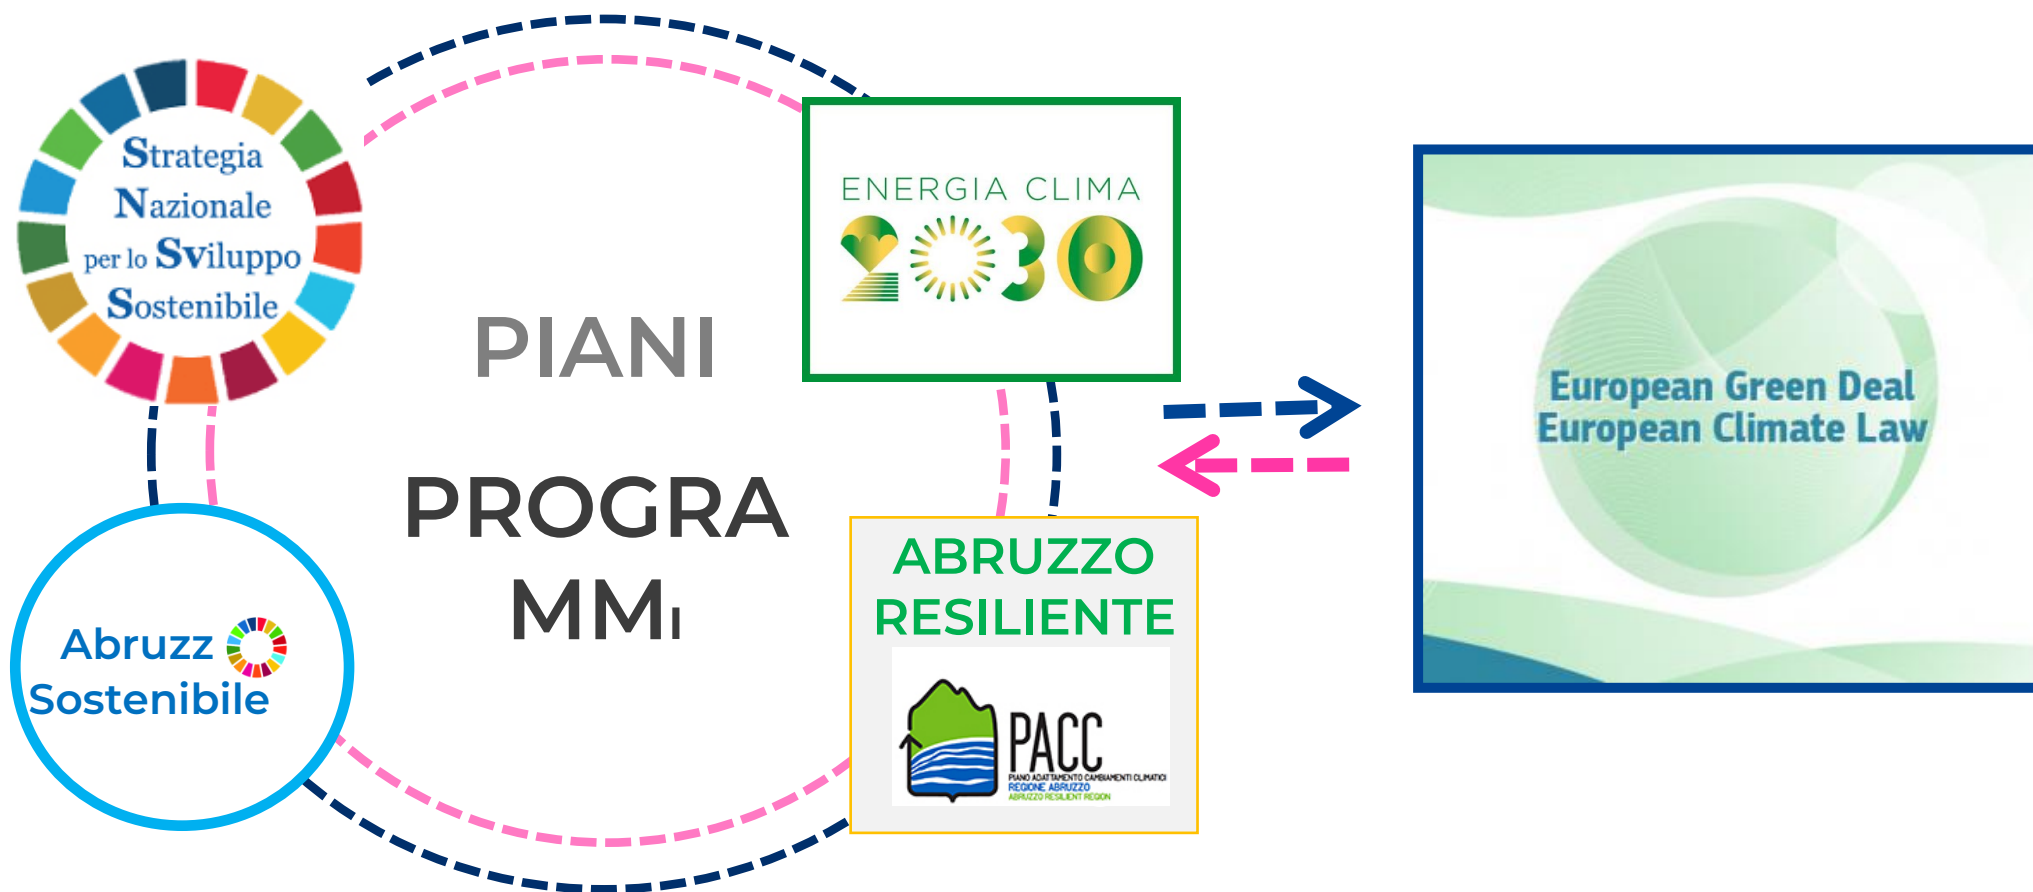 Strategia
Nazionale
per lo SViluppo
Sostenibile
ENERGIA CLIMA
2030
PIANI
PROGRA
MMI
European Green Deal
European Climate Law
Abruzz
Sostenibile
ABRUZZO
RESILIENTE
PACC
PIANO ADATTAMENTO CAMBIAMENTI CLIMATICI
REGIONE ABRUZZO
ABRUZZO RESILIENT REGION